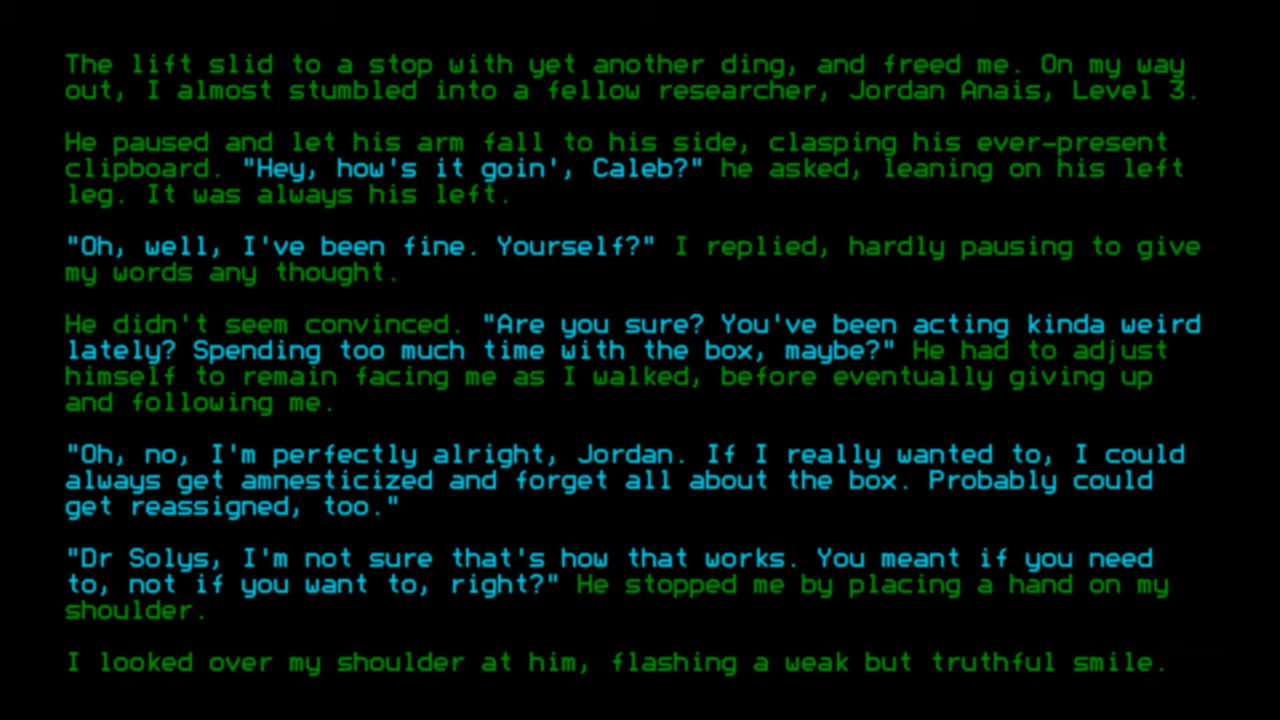 The lift slid to a stop with yet another ding, and freed me. On my way
out, I almost stumbled into a fellow researcher, Jordan Anais, Level 3.
He paused and let his arm fall to his side, clasping his ever-present
clipboard. "Hey, how's it goin', Caleb?" he asked, leaning on his left
leg. It was always his left.
"Oh, well, I've been fine. Yourself?" I replied, hardly pausing to give
my words any thought.
He didn't seem convinced. "Are you sure? You've been acting kinda weird
lately? Spending too much time with the box, maybe?" He had to adjust
himself to remain facing me as I walked, before eventually giving up
and following me.
"Oh, no, I'm perfectly alright, Jordan. If I really wanted to, I could
always get amnesticized and forget all about the box. Probably could
get reassigned, too."
"Dr Solys, I'm not sure that's how that works. You meant if you need
to, not if you want to, right?" He stopped me by placing a hand on my
shoulder.
I looked over my shoulder at him, flashing a weak but truthful smile.